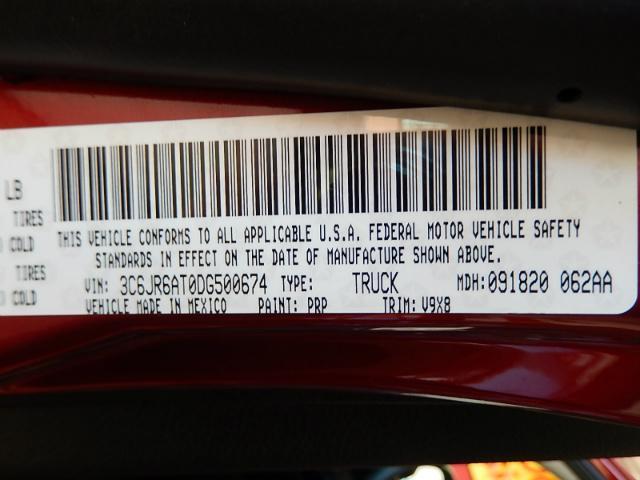 LB
TIRES
COLD
TIRES
COLD
THIS VEHICLE CONFORMS TO ALL APPLICABLE U.S.A. FEDERAL MOTOR VEHICLE SAFETY
STANDARDS IN EFFECT ON THE DATE OF MANUFACTURE SHOWN ABOVE.
VIN: 3C6JR6AT0DG500674 TYPE: TRUCK MDH:091820 062AA
VEHICLE MADE IN MEXICO PAINT: PRP TRIM: V9X8